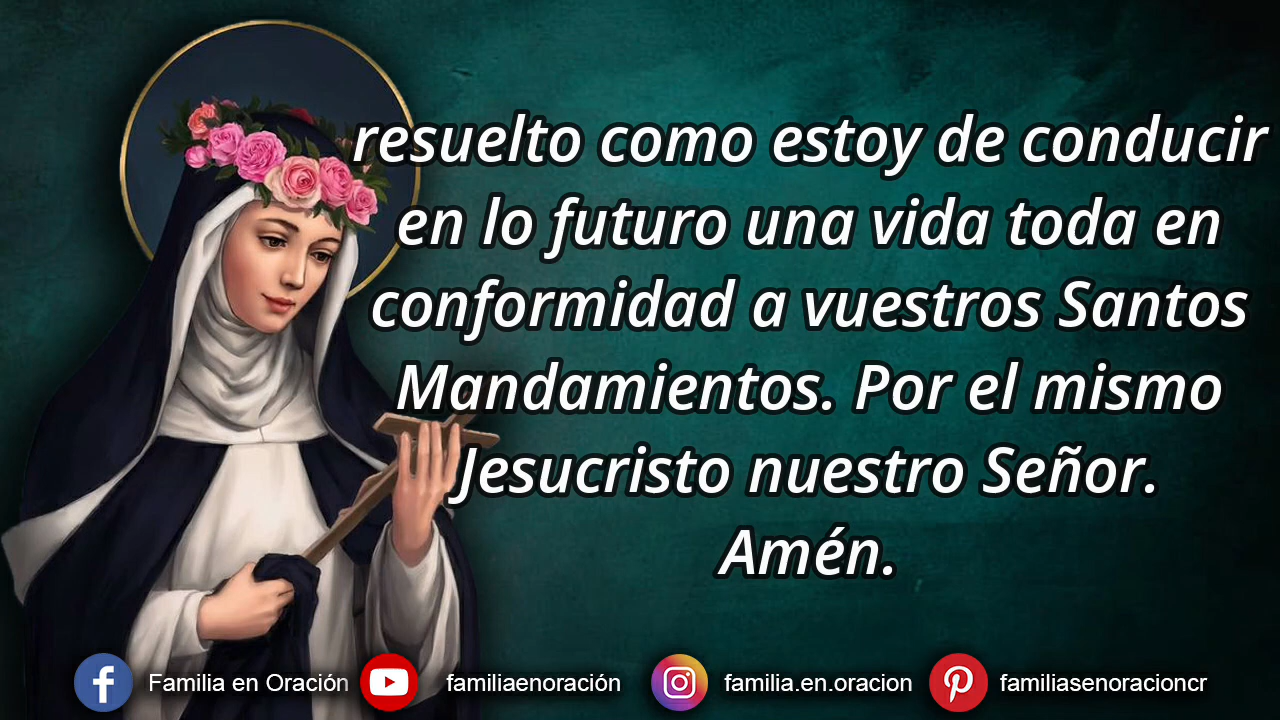 resuelto como estoy de conducir
en lo futuro una vida toda en
conformidad a vuestros Santos
Mandamientos. Por el mismo
Jesucristo nuestro Señor.
Amén.
Familia en Oración familiaenoración familia.en.oracion familiasenoracioncr